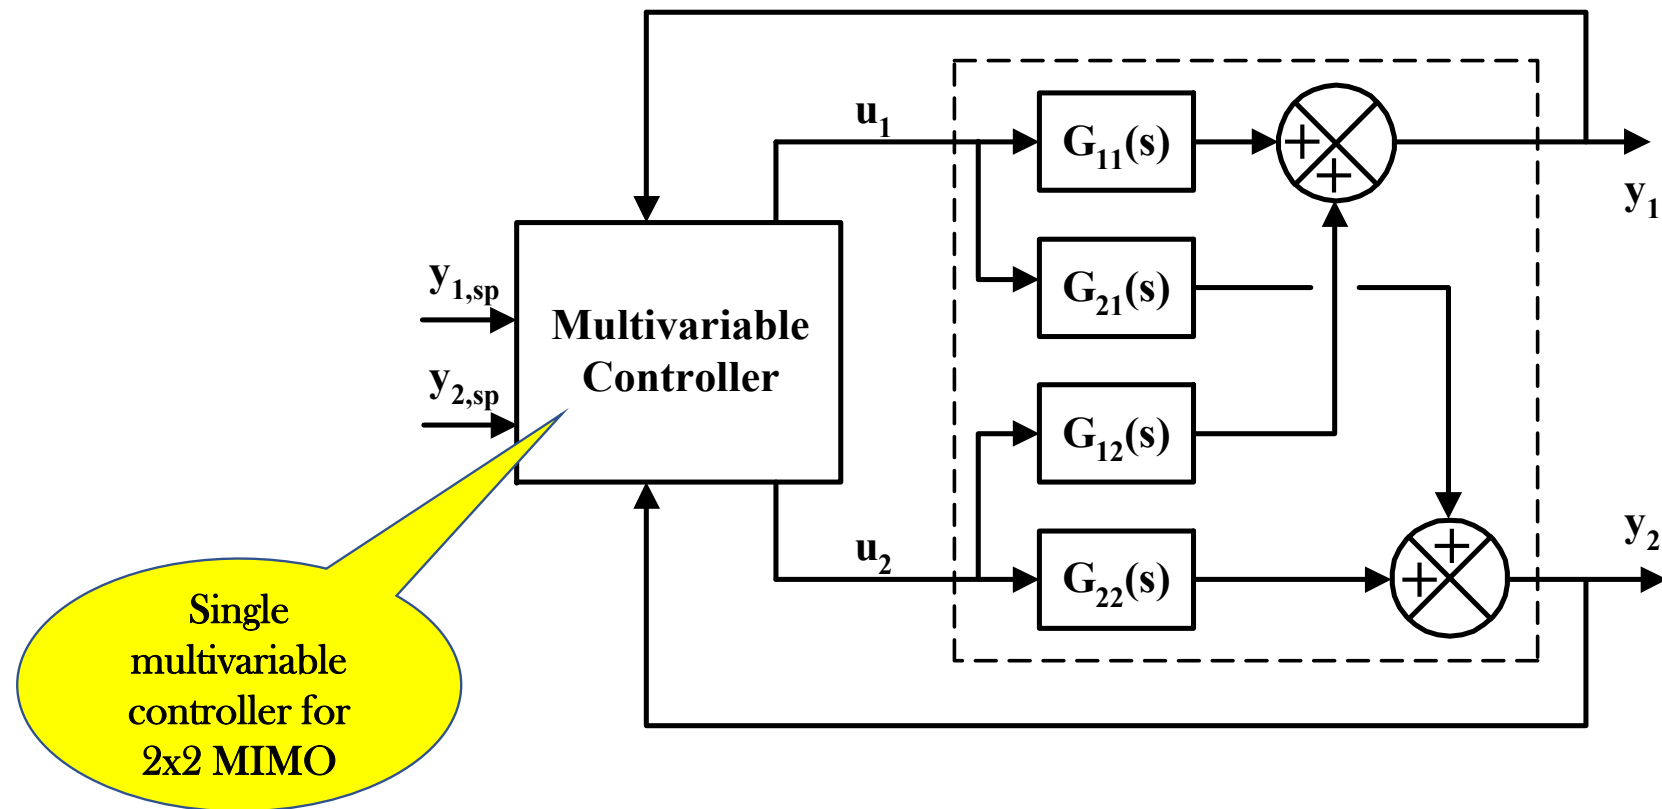 u₁
G₁₁(s)
+
+
y₁
G₂₁(s)
y₁,sp
Multivariable
Controller
y₂,sp
G₁₂(s)
u₂
G₂₂(s)
+
+
y₂
Single
multivariable
controller for
2x2 MIMO